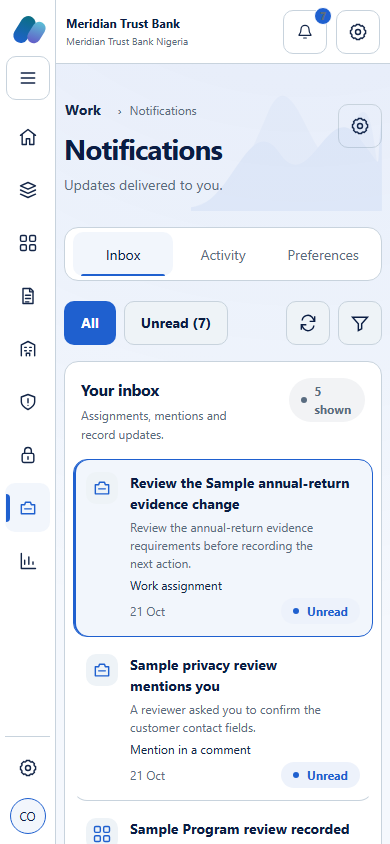 Meridian Trust Bank
Meridian Trust Bank Nigeria
Work › Notifications
Notifications
Updates delivered to you.
Inbox
Activity
Preferences
All
Unread (7)
Your inbox
5
shown
Assignments, mentions and
record updates.
Review the Sample annual-return
evidence change
Review the annual-return evidence
requirements before recording the
next action.
Work assignment
21 Oct
Unread
Sample privacy review
mentions you
A reviewer asked you to confirm the
customer contact fields.
Mention in a comment
21 Oct
Unread
Sample Program review recorded
CO